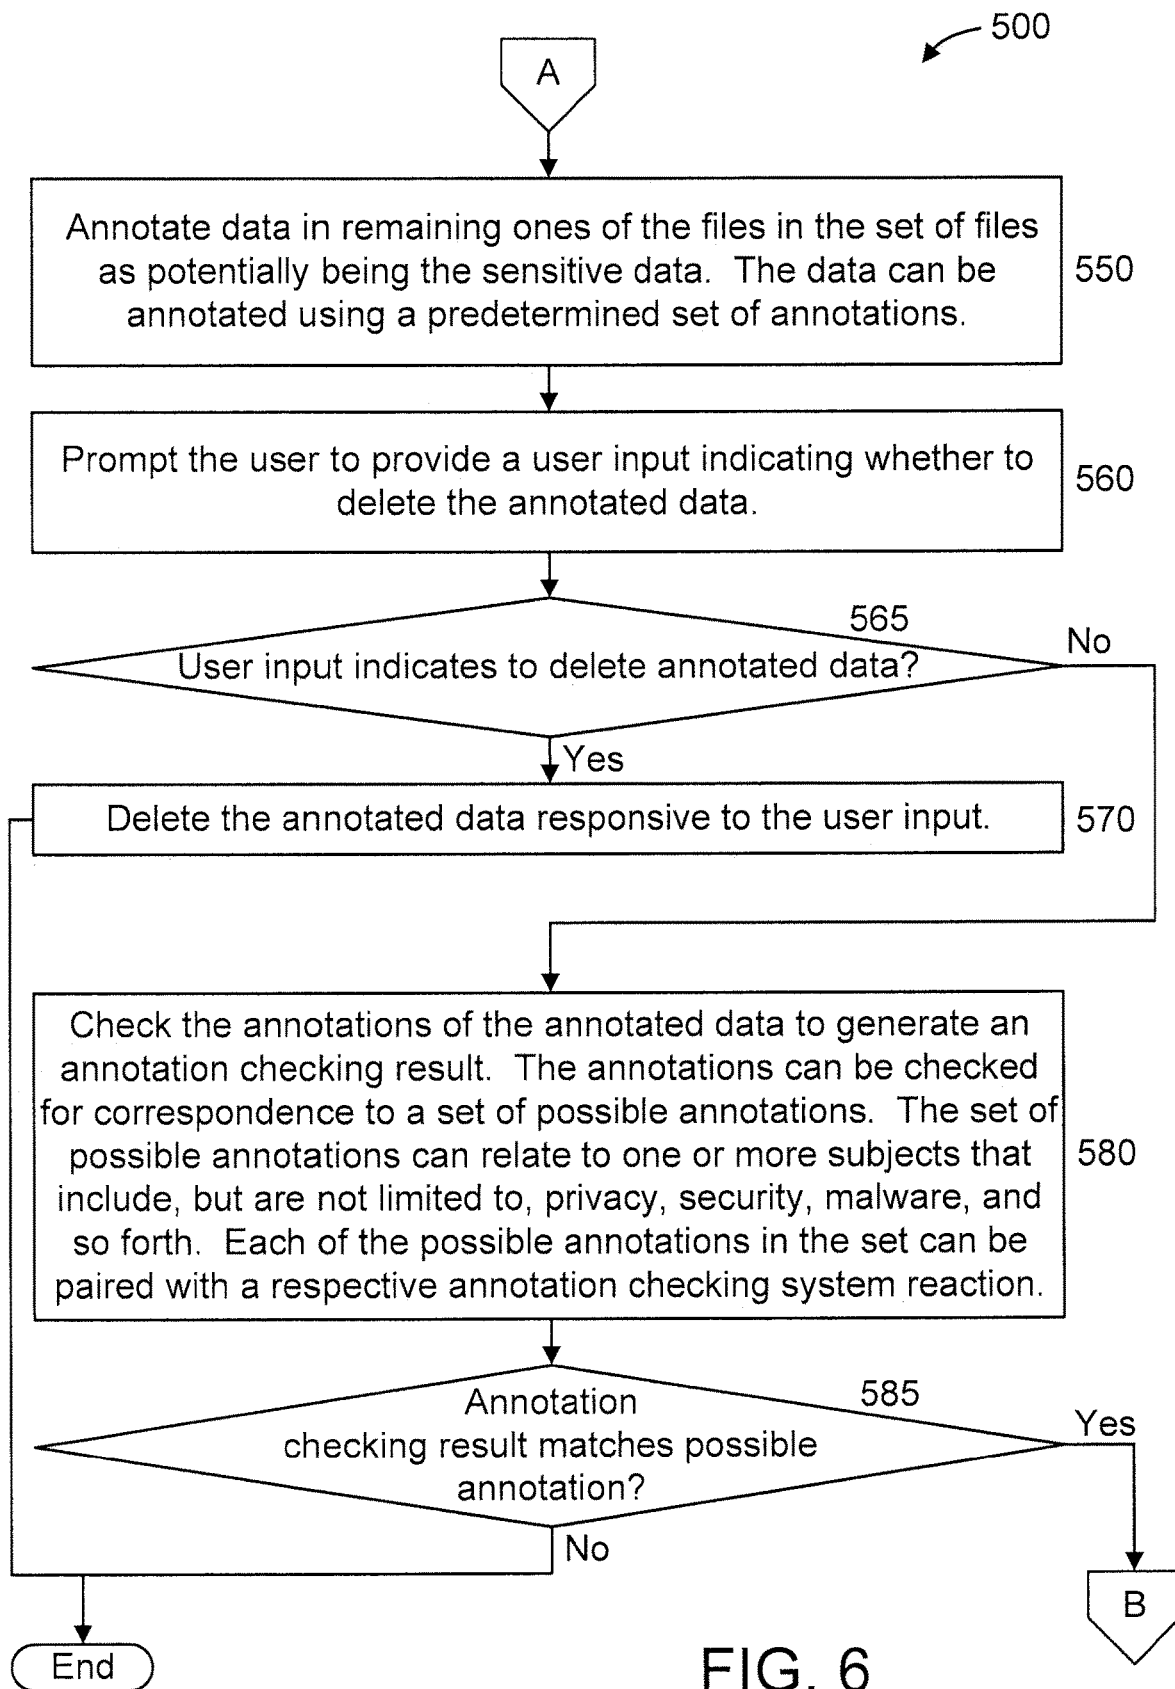 500
A
Annotate data in remaining ones of the files in the set of files
as potentially being the sensitive data. The data can be
annotated using a predetermined set of annotations.
550
Prompt the user to provide a user input indicating whether to
delete the annotated data.
560
565
User input indicates to delete annotated data?
No
Yes
Delete the annotated data responsive to the user input.
570
Check the annotations of the annotated data to generate an
annotation checking result. The annotations can be checked
for correspondence to a set of possible annotations. The set of
possible annotations can relate to one or more subjects that
include, but are not limited to, privacy, security, malware, and
so forth. Each of the possible annotations in the set can be
paired with a respective annotation checking system reaction.
580
585
Annotation
checking result matches possible
annotation?
Yes
No
B
End
FIG. 6